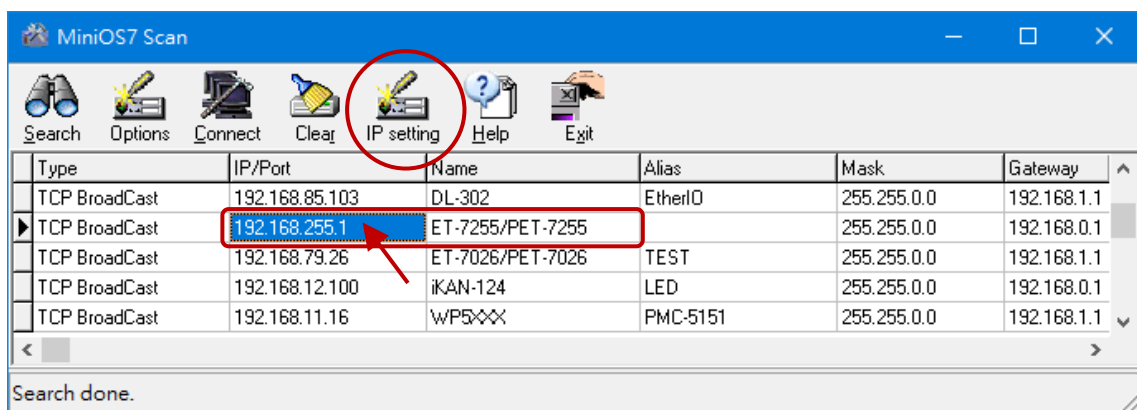 MiniOS7 Scan
Search Options Connect Clear IP setting Help Exit
Type IP/Port Name Alias Mask Gateway
TCP BroadCast 192.168.85.103 DL-302 EtherIO 255.255.0.0 192.168.1.1
TCP BroadCast 192.168.255.1 ET-7255/PET-7255 255.255.0.0 192.168.0.1
TCP BroadCast 192.168.79.26 ET-7026/PET-7026 TEST 255.255.0.0 192.168.1.1
TCP BroadCast 192.168.12.100 iKAN-124 LED 255.255.0.0 192.168.0.1
TCP BroadCast 192.168.11.16 WP5XXX PMC-5151 255.255.0.0 192.168.1.1
Search done.